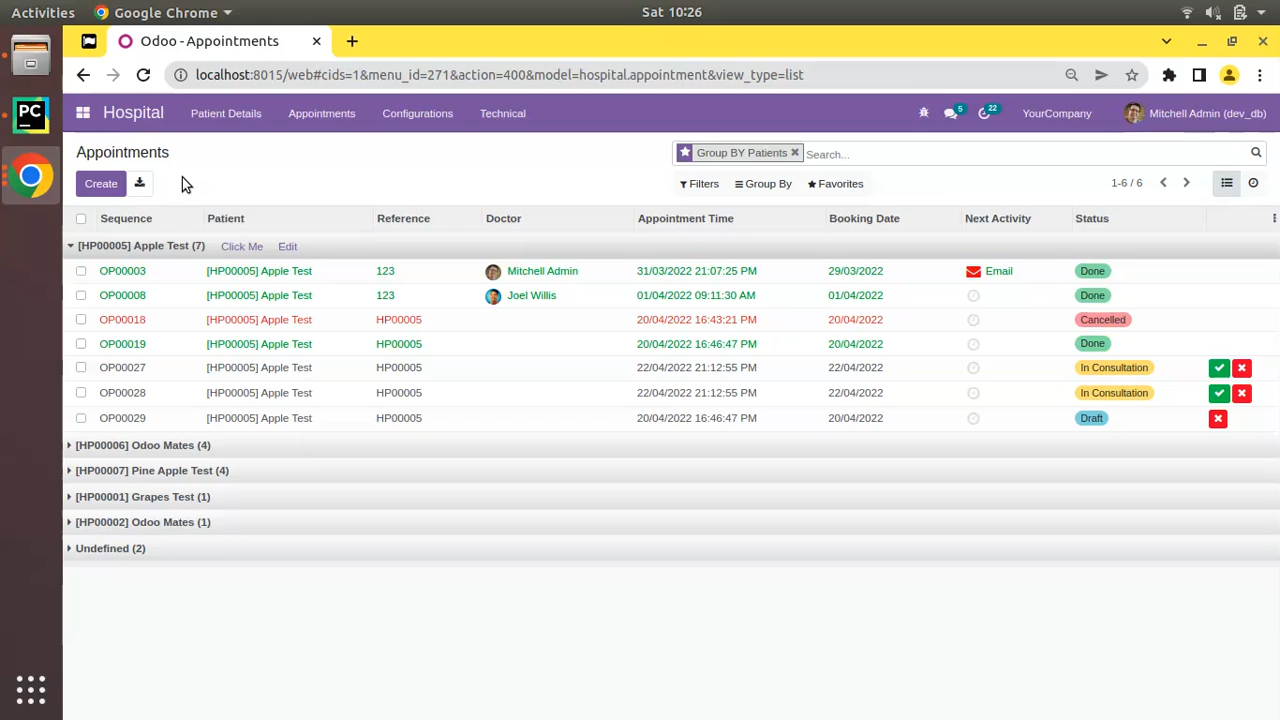 Activities Google Chrome Sat 10:26
Odoo - Appointments
localhost:8015/web#cids=1&menu_id=271&action=400&model=hospital.appointment&view_type=list
Hospital Patient Details Appointments Configurations Technical 5 22 YourCompany Mitchell Admin (dev_db)
Appointments Group BY Patients Search...
Create Filters Group By Favorites 1-6 / 6
Sequence Patient Reference Doctor Appointment Time Booking Date Next Activity Status
[HP00005] Apple Test (7) Click Me Edit
OP00003 [HP00005] Apple Test 123 Mitchell Admin 31/03/2022 21:07:25 PM 29/03/2022 Email Done
OP00008 [HP00005] Apple Test 123 Joel Willis 01/04/2022 09:11:30 AM 01/04/2022 Done
OP00018 [HP00005] Apple Test HP00005 20/04/2022 16:43:21 PM 20/04/2022 Cancelled
OP00019 [HP00005] Apple Test HP00005 20/04/2022 16:46:47 PM 20/04/2022 Done
OP00027 [HP00005] Apple Test HP00005 22/04/2022 21:12:55 PM 22/04/2022 In Consultation
OP00028 [HP00005] Apple Test HP00005 22/04/2022 21:12:55 PM 22/04/2022 In Consultation
OP00029 [HP00005] Apple Test HP00005 20/04/2022 16:46:47 PM 20/04/2022 Draft
[HP00006] Odoo Mates (4)
[HP00007] Pine Apple Test (4)
[HP00001] Grapes Test (1)
[HP00002] Odoo Mates (1)
Undefined (2)
PC